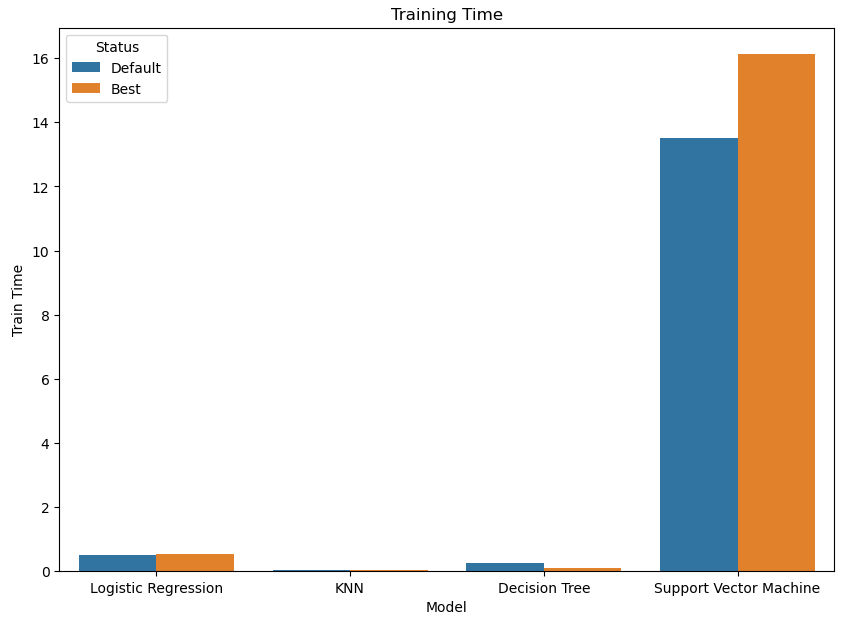 Training Time
Status
Default
Best
16
14
12
10
8
6
4
2
0
Train Time
Logistic Regression
KNN
Decision Tree
Support Vector Machine
Model